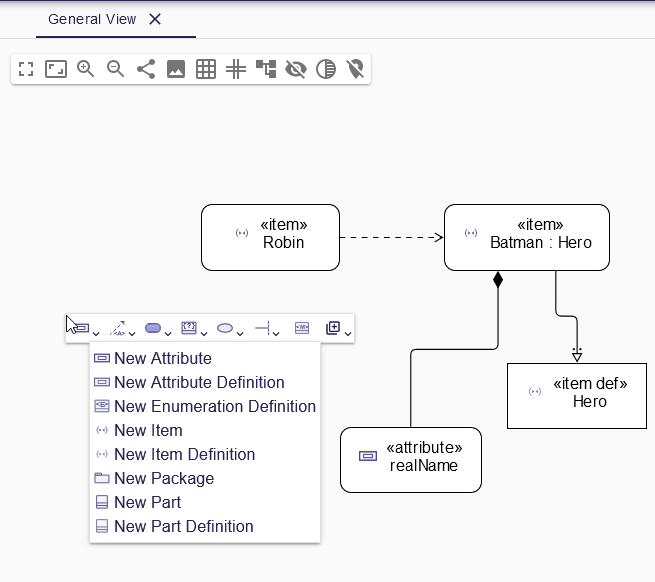 General View
«item»
Robin
«item»
Batman : Hero
New Attribute
New Attribute Definition
New Enumeration Definition
New Item
New Item Definition
New Package
New Part
New Part Definition
«item def»
Hero
«attribute»
realName